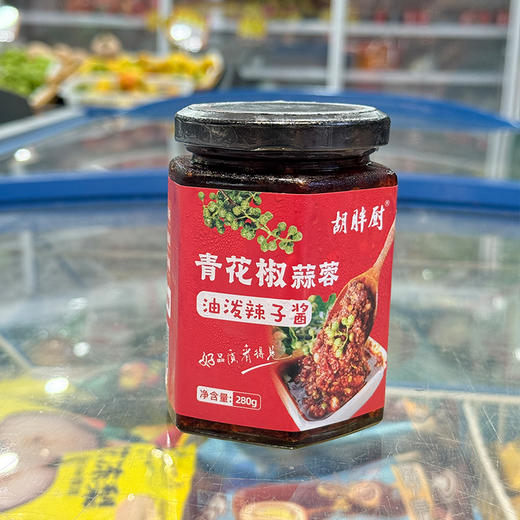 胡胖厨®
青花椒蒜蓉
油泼辣子酱
好品质看得见
净含量: 280g